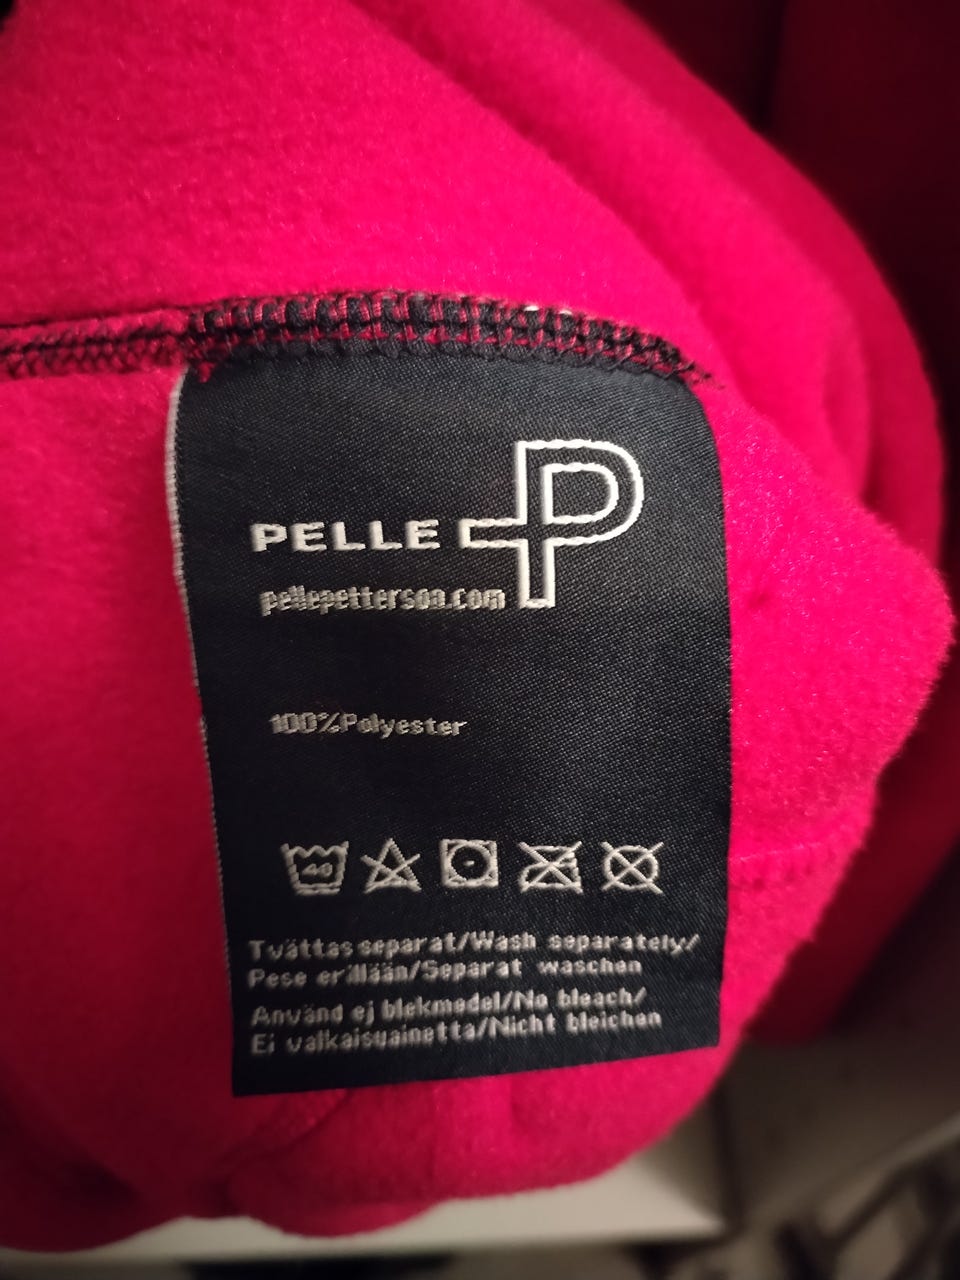 PELLE P
pellepetterson.com
100%Polyester
40
Tvättas separat/Wash separately/
Pese erillään/Separat waschen
Använd ej blekmedel/No bleach/
Ei valkaisuainetta/Nicht bleichen